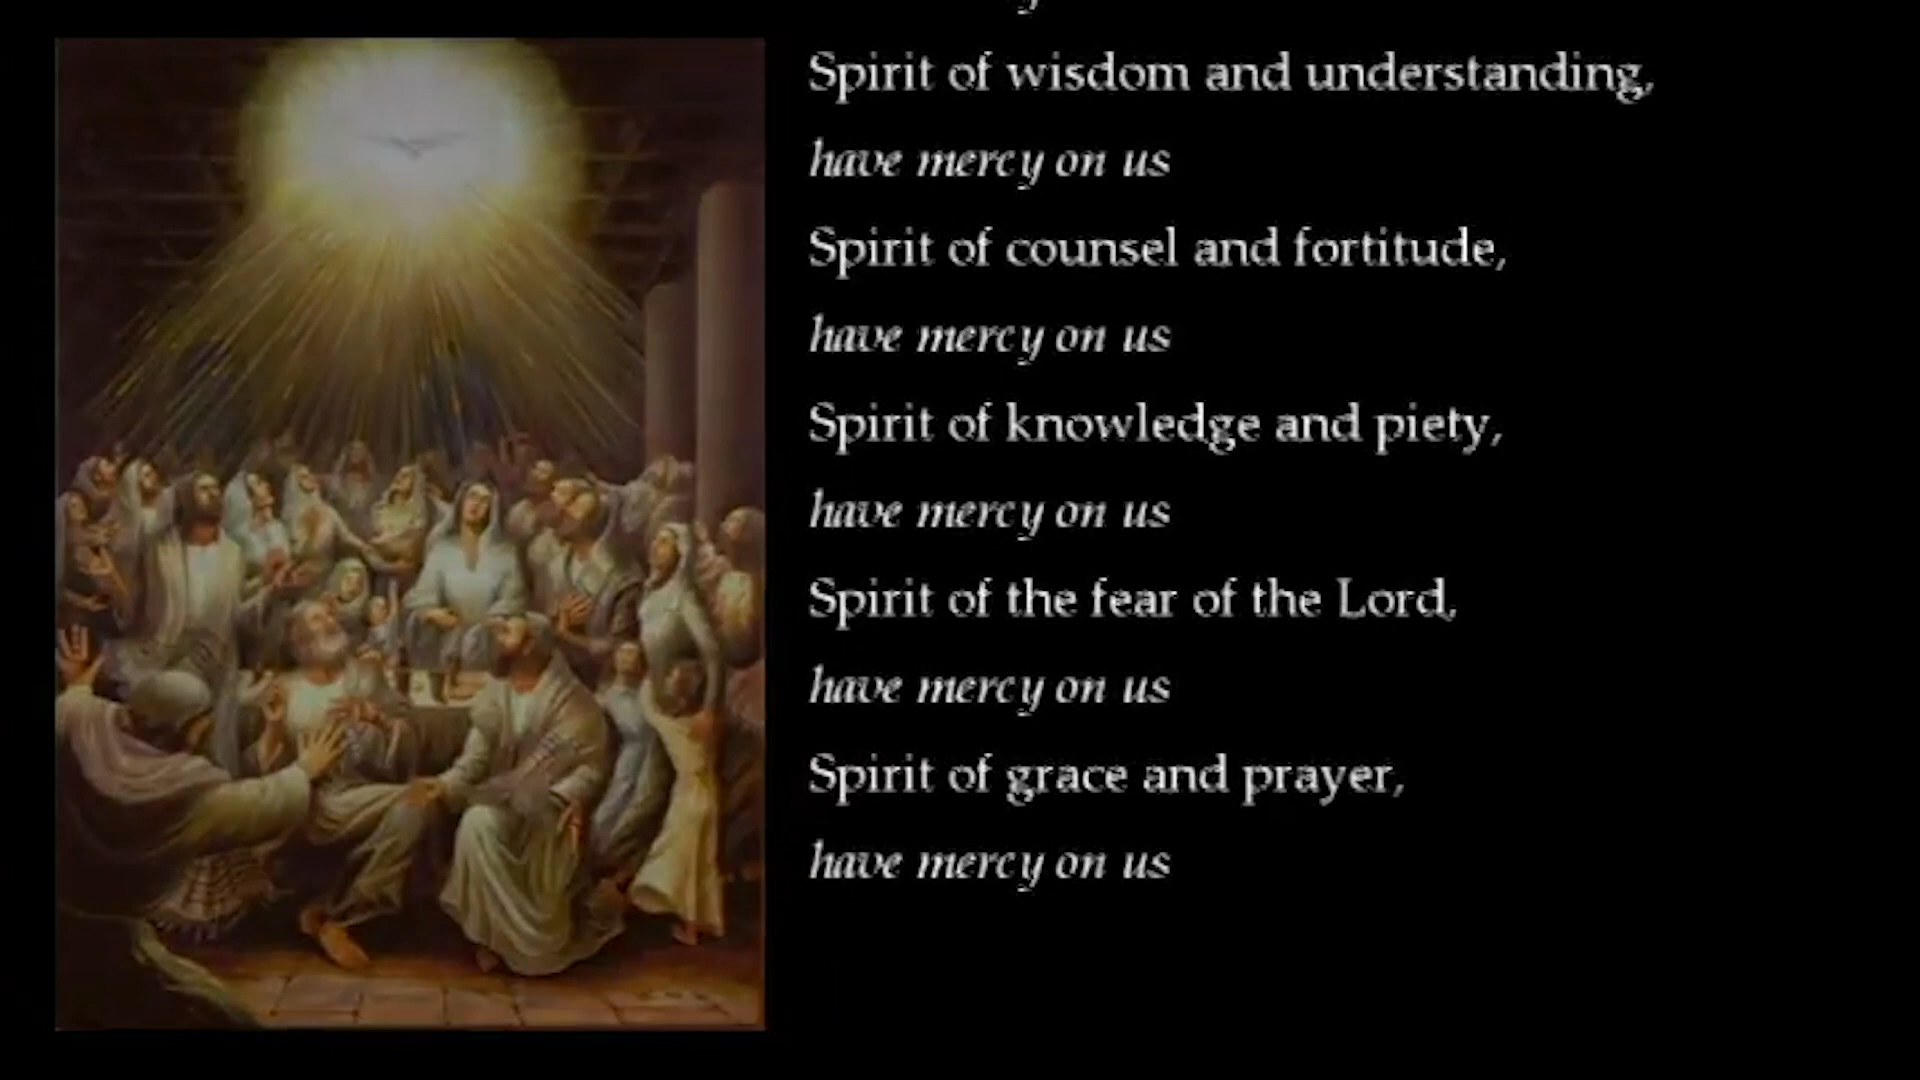 Spirit of wisdom and understanding,
have mercy on us
Spirit of counsel and fortitude,
have mercy on us
Spirit of knowledge and piety,
have mercy on us
Spirit of the fear of the Lord,
have mercy on us
Spirit of grace and prayer,
have mercy on us